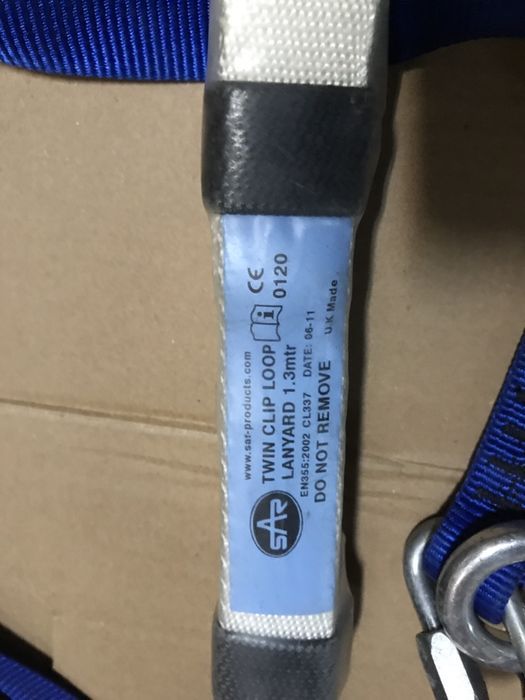 www.sar-products.com
TWIN CLIP LOOP
LANYARD 1.3mtr
EN355:2002 CL337 DATE: 06-11
DO NOT REMOVE
CE
0120
U.K Made
SAR